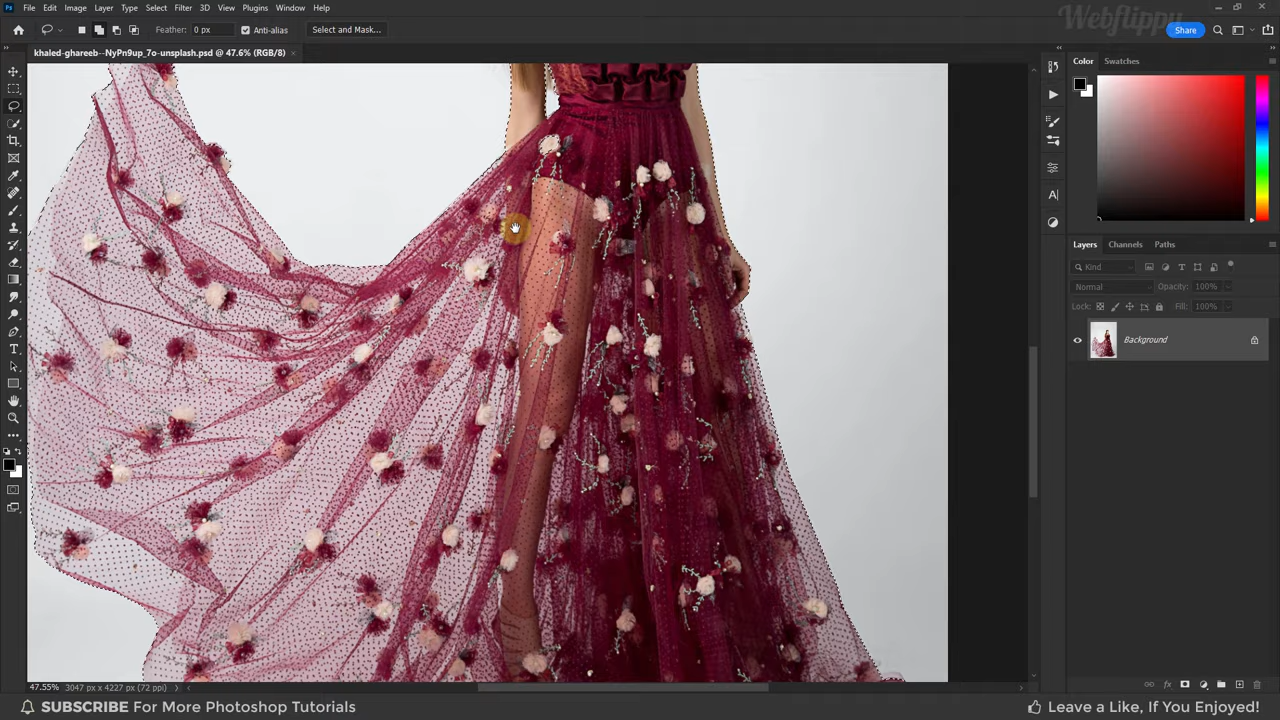 Ps File Edit Image Layer Type Select Filter 3D View Plugins Window Help
Webflippy
Feather: 0 px Anti-alias Select and Mask... Share
khaled-ghareeb--NyPn9up_7o-unsplash.psd @ 47.6% (RGB/8) ×
Color Swatches
Layers Channels Paths
Kind
Normal Opacity: 100%
Lock: Fill: 100%
Background
47.55% 3047 px x 4227 px (72 ppi)
SUBSCRIBE For More Photoshop Tutorials
Leave a Like, If You Enjoyed!